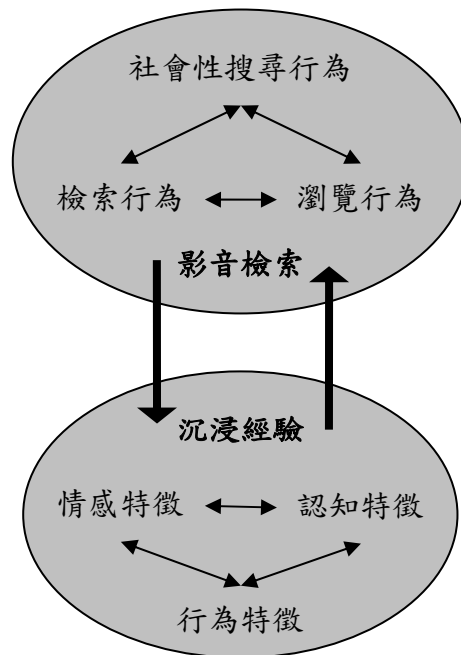 社會性搜尋行為
檢索行為 瀏覽行為
影音檢索
沉浸經驗
情感特徵 認知特徵
行為特徵